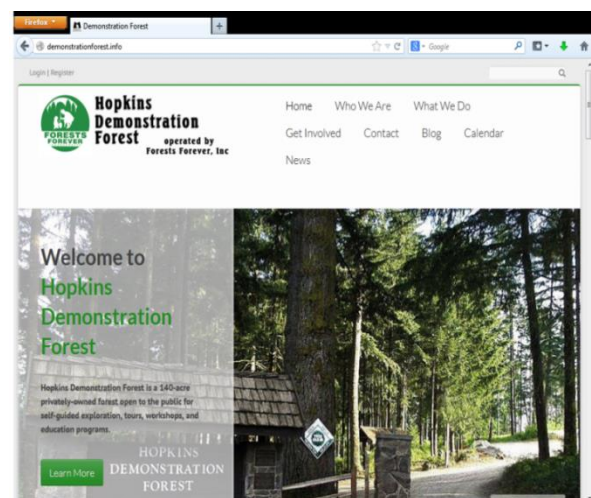 Firefox
Demonstration Forest
demonstrationforest.info
Google
Login | Register
FORESTS
FOREVER
Hopkins
Demonstration
Forest operated by
Forests Forever, Inc
Home Who We Are What We Do
Get Involved Contact Blog Calendar
News
Welcome to
Hopkins
Demonstration
Forest
Hopkins Demonstration Forest is a 140-acre
privately-owned forest open to the public for
self-guided exploration, tours, workshops, and
education programs.
Learn More
HOPKINS
DEMONSTRATION
FOREST